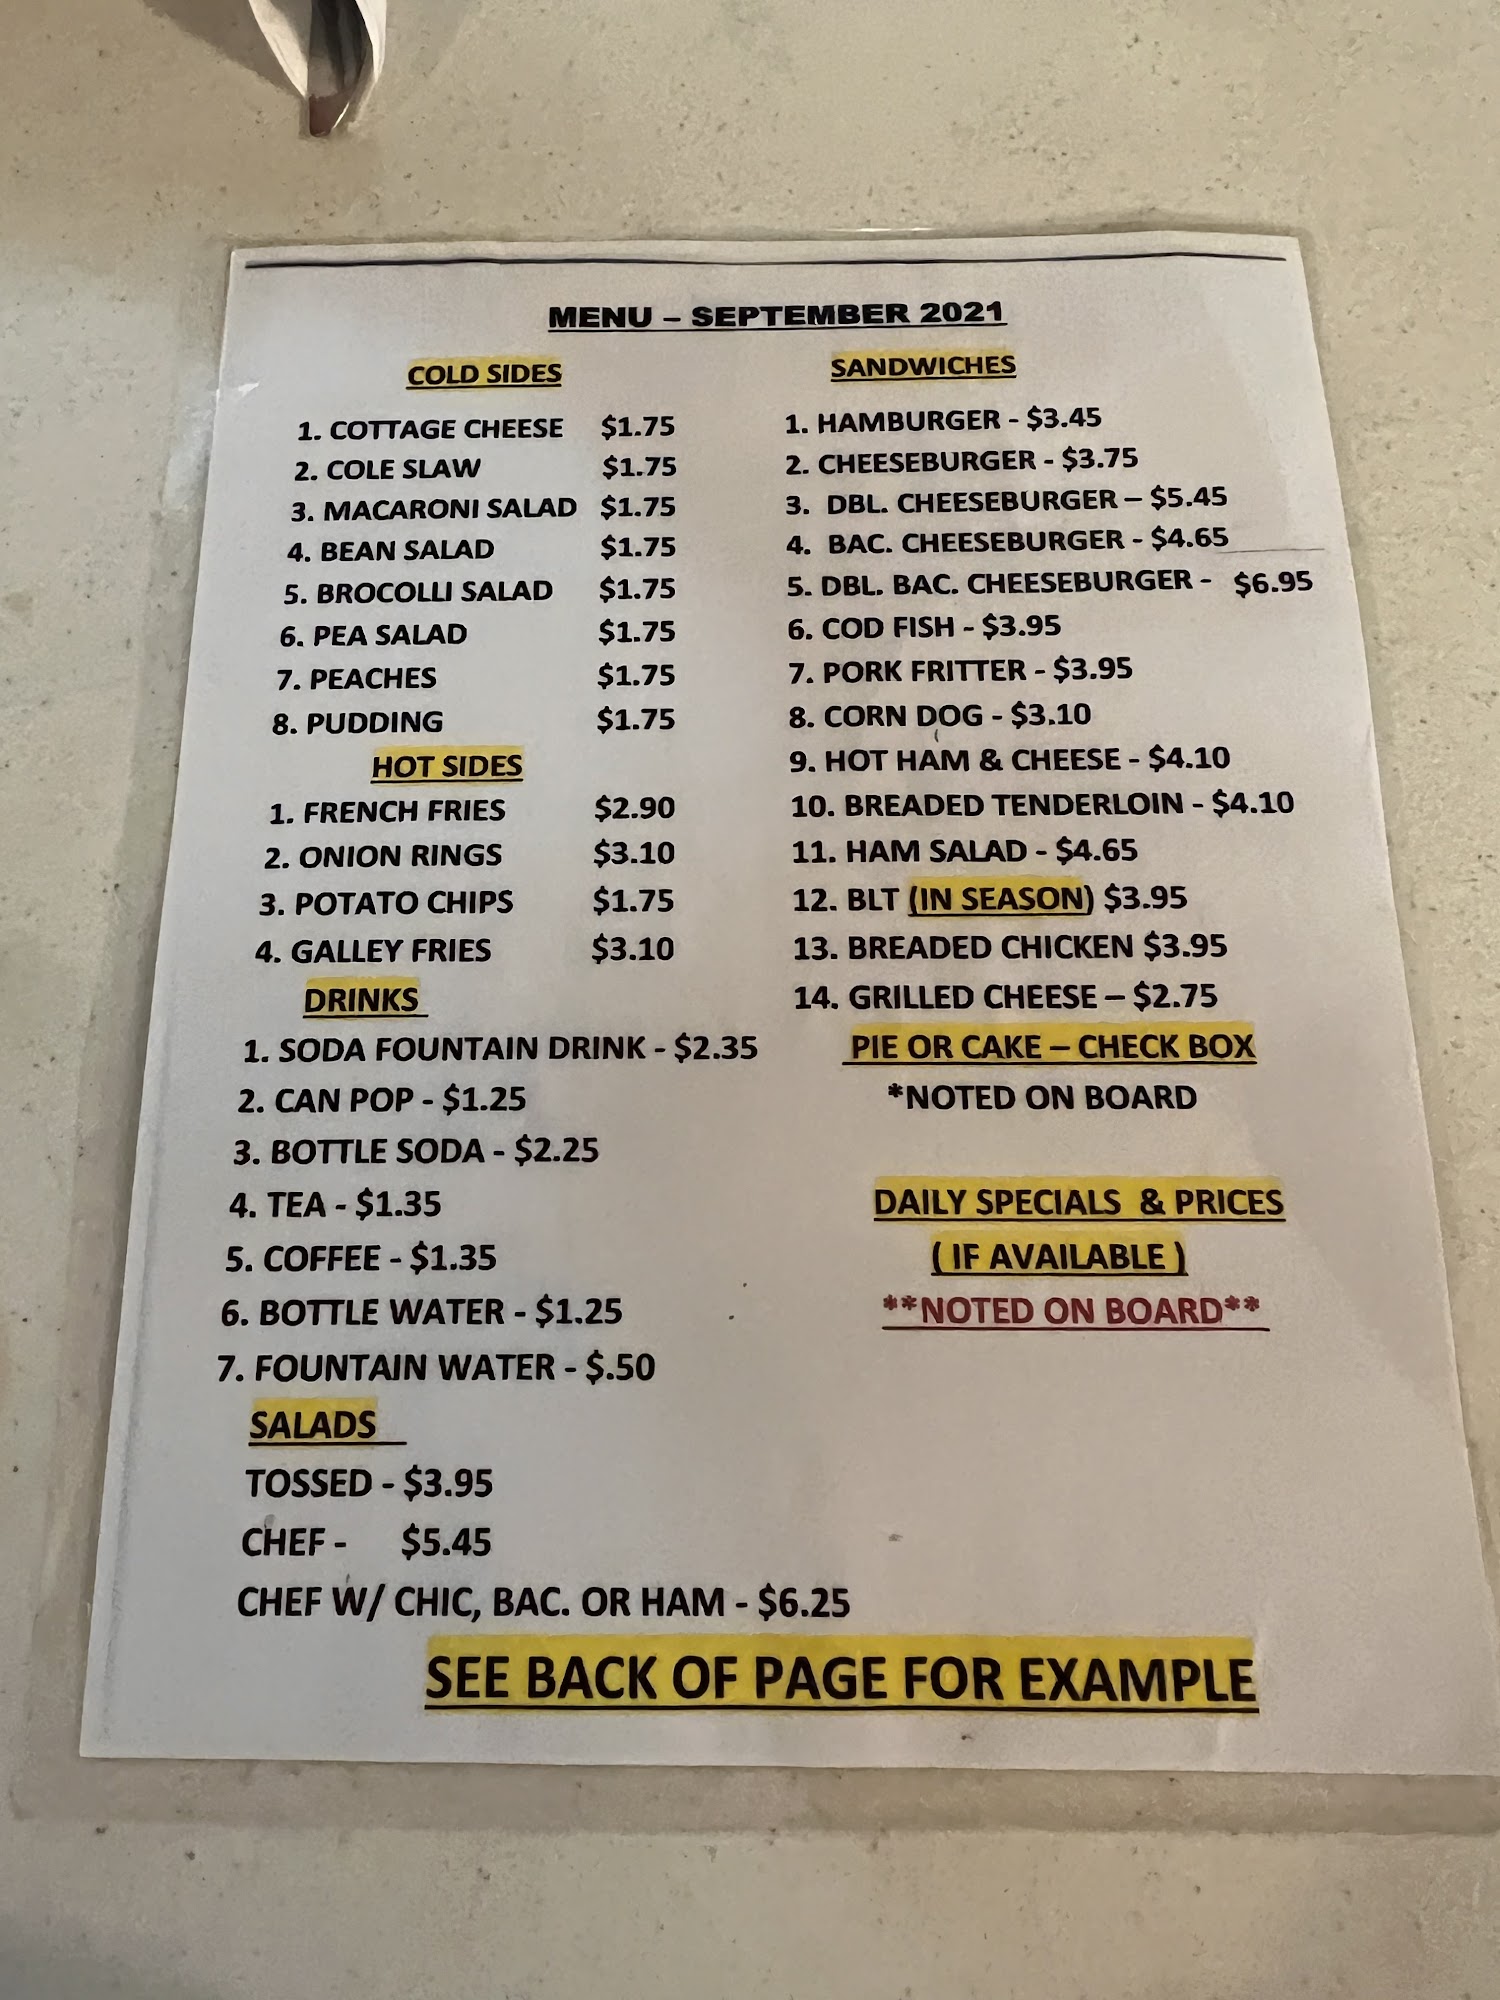 MENU – SEPTEMBER 2021
COLD SIDES
1. COTTAGE CHEESE $1.75
2. COLE SLAW $1.75
3. MACARONI SALAD $1.75
4. BEAN SALAD $1.75
5. BROCOLLI SALAD $1.75
6. PEA SALAD $1.75
7. PEACHES $1.75
8. PUDDING $1.75
HOT SIDES
1. FRENCH FRIES $2.90
2. ONION RINGS $3.10
3. POTATO CHIPS $1.75
4. GALLEY FRIES $3.10
DRINKS
1. SODA FOUNTAIN DRINK - $2.35
2. CAN POP - $1.25
3. BOTTLE SODA - $2.25
4. TEA - $1.35
5. COFFEE - $1.35
6. BOTTLE WATER - $1.25
7. FOUNTAIN WATER - $.50
SALADS
TOSSED - $3.95
CHEF - $5.45
CHEF W/ CHIC, BAC. OR HAM - $6.25
SANDWICHES
1. HAMBURGER - $3.45
2. CHEESEBURGER - $3.75
3. DBL. CHEESEBURGER – $5.45
4. BAC. CHEESEBURGER - $4.65
5. DBL. BAC. CHEESEBURGER - $6.95
6. COD FISH - $3.95
7. PORK FRITTER - $3.95
8. CORN DOG - $3.10
9. HOT HAM & CHEESE - $4.10
10. BREADED TENDERLOIN - $4.10
11. HAM SALAD - $4.65
12. BLT (IN SEASON) $3.95
13. BREADED CHICKEN $3.95
14. GRILLED CHEESE – $2.75
PIE OR CAKE – CHECK BOX
*NOTED ON BOARD
DAILY SPECIALS & PRICES
( IF AVAILABLE )
**NOTED ON BOARD**
SEE BACK OF PAGE FOR EXAMPLE